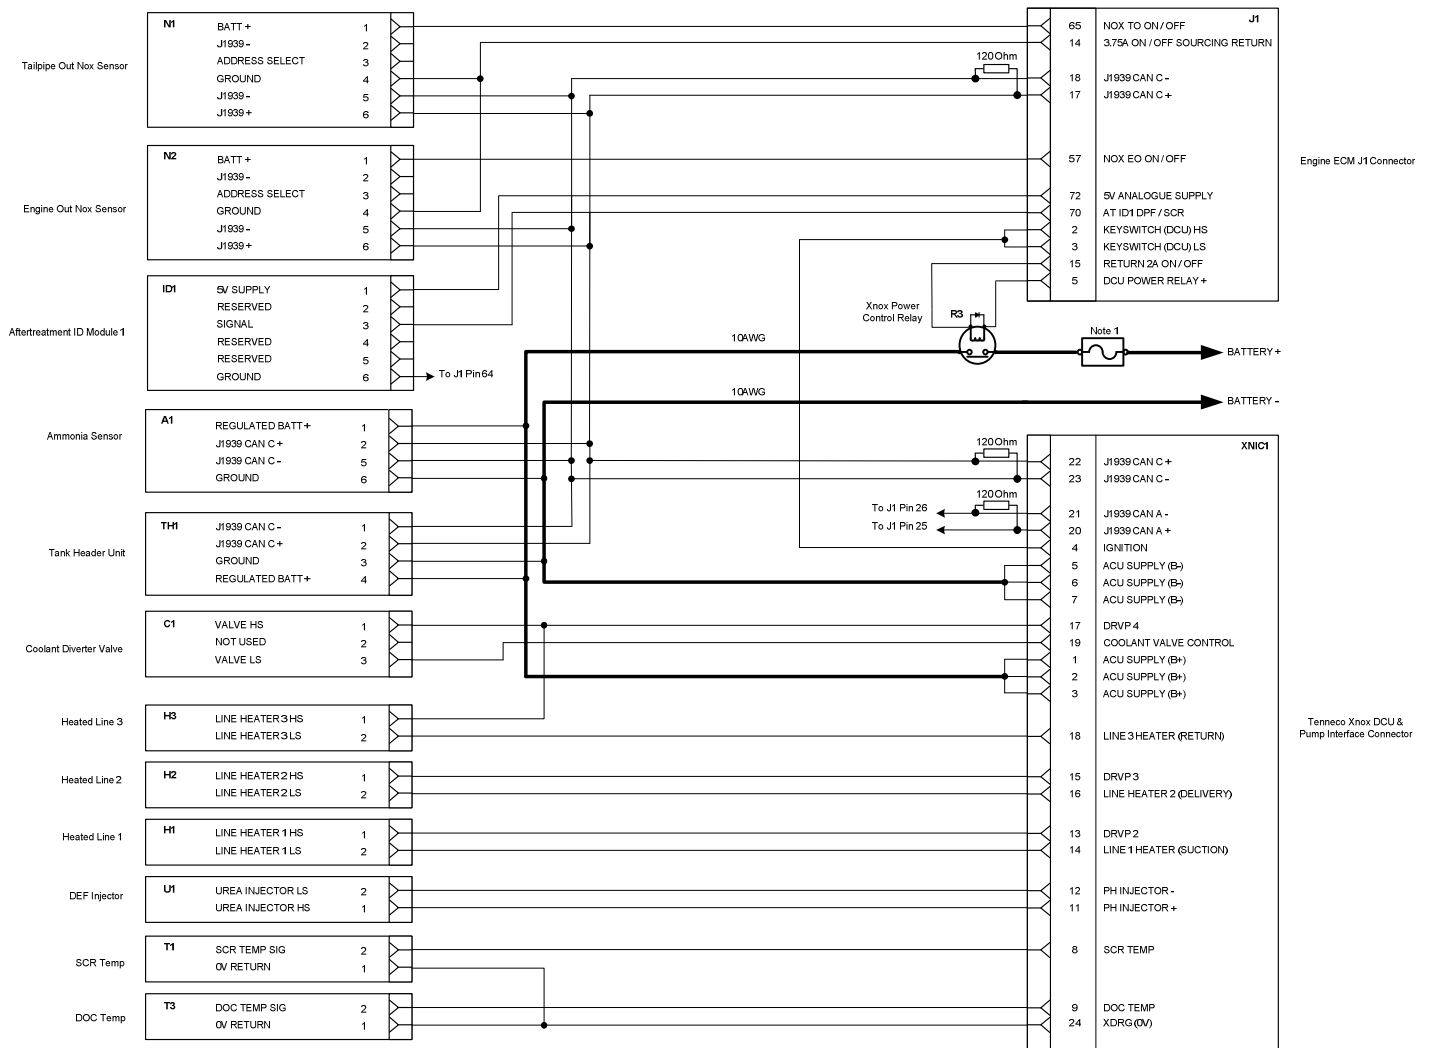 Tailpipe Out Nox Sensor
N1
BATT + 1
J1939 - 2
ADDRESS SELECT 3
GROUND 4
J1939 - 5
J1939 + 6
Engine Out Nox Sensor
N2
BATT + 1
J1939 - 2
ADDRESS SELECT 3
GROUND 4
J1939 - 5
J1939 + 6
Aftertreatment ID Module 1
ID1
5V SUPPLY 1
RESERVED 2
SIGNAL 3
RESERVED 4
RESERVED 5
GROUND 6
To J1 Pin 64
Ammonia Sensor
A1
REGULATED BATT + 1
J1939 CAN C + 2
J1939 CAN C - 5
GROUND 6
Tank Header Unit
TH1
J1939 CAN C - 1
J1939 CAN C + 2
GROUND 3
REGULATED BATT + 4
Coolant Diverter Valve
C1
VALVE HS 1
NOT USED 2
VALVE LS 3
Heated Line 3
H3
LINE HEATER 3 HS 1
LINE HEATER 3 LS 2
Heated Line 2
H2
LINE HEATER 2 HS 1
LINE HEATER 2 LS 2
Heated Line 1
H1
LINE HEATER 1 HS 1
LINE HEATER 1 LS 2
DEF Injector
U1
UREA INJECTOR LS 2
UREA INJECTOR HS 1
SCR Temp
T1
SCR TEMP SIG 2
0V RETURN 1
DOC Temp
T3
DOC TEMP SIG 2
0V RETURN 1
J1
65 NOX TO ON / OFF
14 3.75A ON / OFF SOURCING RETURN
120 Ohm
18 J1939 CAN C -
17 J1939 CAN C +
57 NOX EO ON / OFF
72 5V ANALOGUE SUPPLY
70 AT ID1 DPF / SCR
2 KEYSWITCH (DCU) HS
3 KEYSWITCH (DCU) LS
15 RETURN 2A ON / OFF
5 DCU POWER RELAY +
Engine ECM J1 Connector
Xnox Power
Control Relay
R3
Note 1
10AWG
BATTERY +
10AWG
BATTERY -
XNIC1
120 Ohm
22 J1939 CAN C +
23 J1939 CAN C -
120 Ohm
To J1 Pin 26
21 J1939 CAN A -
To J1 Pin 25
20 J1939 CAN A +
4 IGNITION
5 ACU SUPPLY (B-)
6 ACU SUPPLY (B-)
7 ACU SUPPLY (B-)
17 DRVP 4
19 COOLANT VALVE CONTROL
1 ACU SUPPLY (B+)
2 ACU SUPPLY (B+)
3 ACU SUPPLY (B+)
18 LINE 3 HEATER (RETURN)
15 DRVP 3
16 LINE HEATER 2 (DELIVERY)
13 DRVP 2
14 LINE 1 HEATER (SUCTION)
12 PH INJECTOR -
11 PH INJECTOR +
8 SCR TEMP
9 DOC TEMP
24 XDRG (0V)
Tenneco Xnox DCU &
Pump Interface Connector